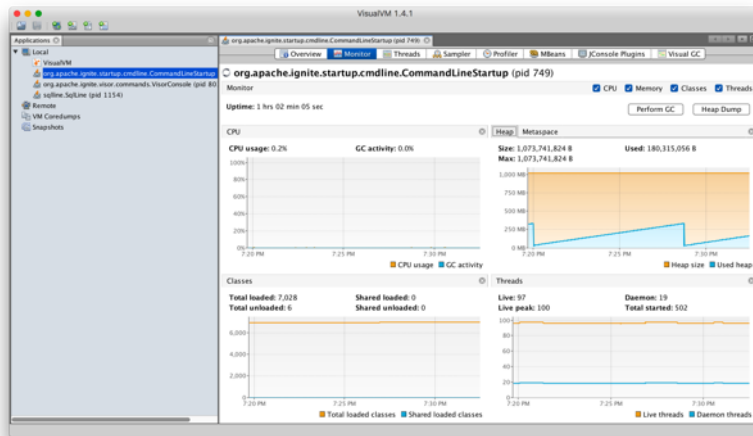 VisualVM 1.4.1
Applications
org.apache.ignite.startup.cmdline.CommandLineStartup (pid 749)
Local
VisualVM
org.apache.ignite.startup.cmdline.CommandLineStartup
org.apache.ignite.visor.commands.VisorConsole (pid 80
sqlline.SqlLine (pid 1154)
Remote
VM Coredumps
Snapshots
Overview Monitor Threads Sampler Profiler MBeans JConsole Plugins Visual GC
org.apache.ignite.startup.cmdline.CommandLineStartup (pid 749)
Monitor CPU Memory Classes Threads
Uptime: 1 hrs 02 min 05 sec Perform GC Heap Dump
CPU
CPU usage: 0.2% GC activity: 0.0%
100%
80%
60%
40%
20%
0%
7:20 PM 7:25 PM 7:30 PM
CPU usage GC activity
Heap Metaspace
Size: 1,073,741,824 B Used: 180,315,056 B
Max: 1,073,741,824 B
1,000 MB
750 MB
500 MB
250 MB
0 MB
7:20 PM 7:25 PM 7:30 PM
Heap size Used heap
Classes
Total loaded: 7,028 Shared loaded: 0
Total unloaded: 6 Shared unloaded: 0
6,000
4,000
2,000
0
7:20 PM 7:25 PM 7:30 PM
Total loaded classes Shared loaded classes
Threads
Live: 97 Daemon: 19
Live peak: 100 Total started: 502
100
80
60
40
20
0
7:20 PM 7:25 PM 7:30 PM
Live threads Daemon threads